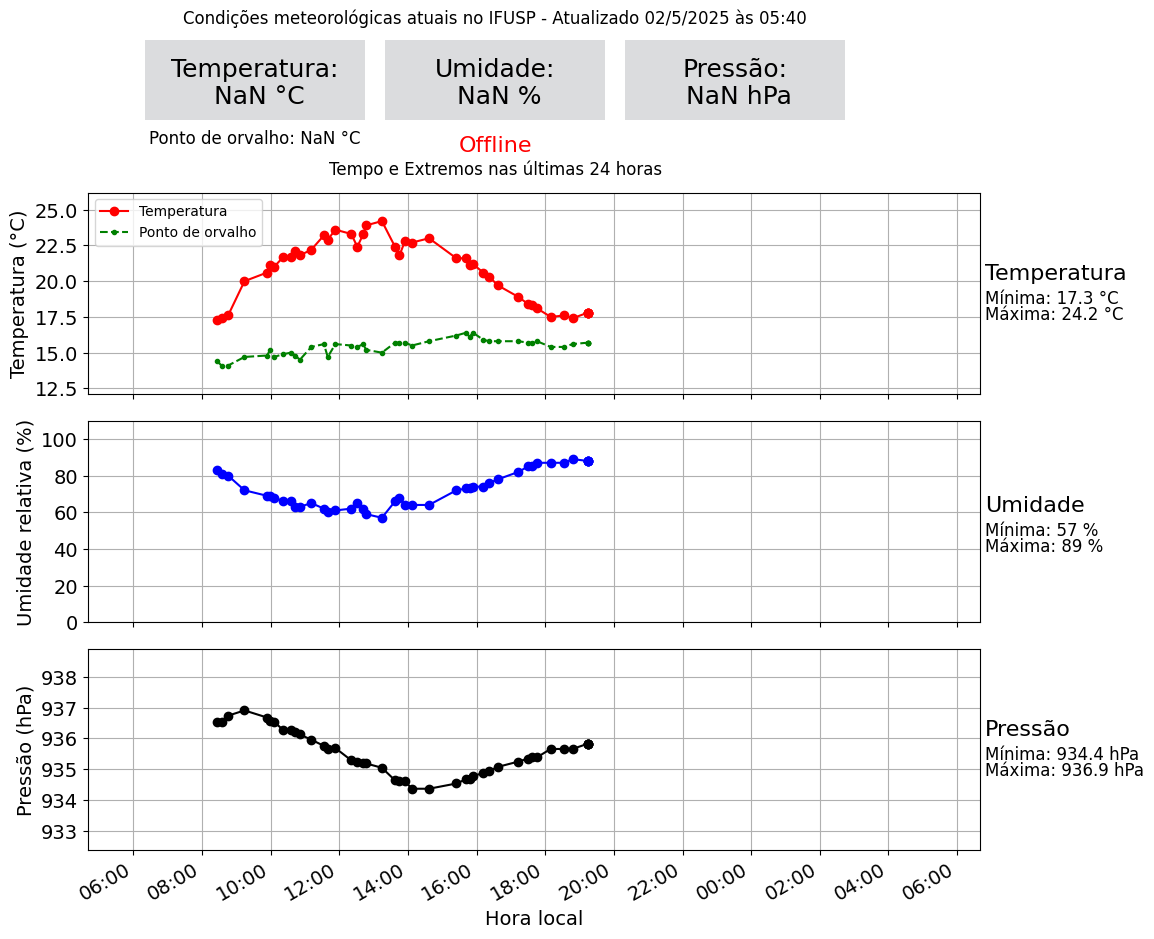 Condições meteorológicas atuais no IFUSP - Atualizado 02/5/2025 às 05:40
Temperatura:
NaN °C
Umidade:
NaN %
Pressão:
NaN hPa
Ponto de orvalho: NaN °C
Offline
Tempo e Extremos nas últimas 24 horas
Temperatura (°C)
25.0
22.5
20.0
17.5
15.0
12.5
Temperatura
Ponto de orvalho
Temperatura
Mínima: 17.3 °C
Máxima: 24.2 °C
Umidade relativa (%)
100
80
60
40
20
0
Umidade
Mínima: 57 %
Máxima: 89 %
Pressão (hPa)
938
937
936
935
934
933
Pressão
Mínima: 934.4 hPa
Máxima: 936.9 hPa
06:00
08:00
10:00
12:00
14:00
16:00
18:00
20:00
22:00
00:00
02:00
04:00
06:00
Hora local